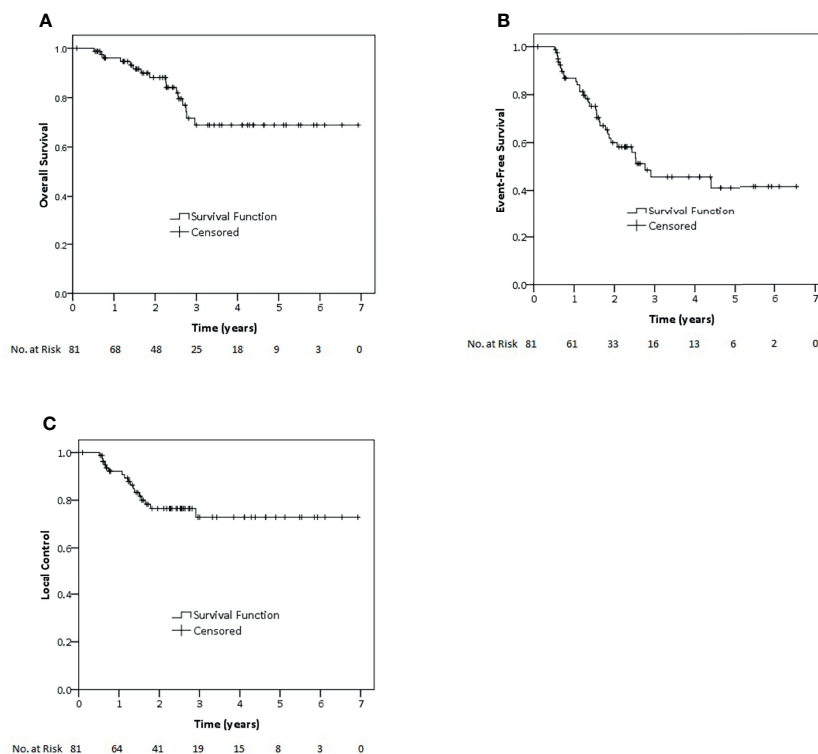 A
Overall Survival
1.0
0.8
0.6
0.4
0.2
0.0
Survival Function
Censored
0 1 2 3 4 5 6 7
Time (years)
No. at Risk 81 68 48 25 18 9 3 0
B
Event-Free Survival
1.0
0.8
0.6
0.4
0.2
0.0
Survival Function
Censored
0 1 2 3 4 5 6 7
Time (years)
No. at Risk 81 61 33 16 13 6 2 0
C
Local Control
1.0
0.8
0.6
0.4
0.2
0.0
Survival Function
Censored
0 1 2 3 4 5 6 7
Time (years)
No. at Risk 81 64 41 19 15 8 3 0